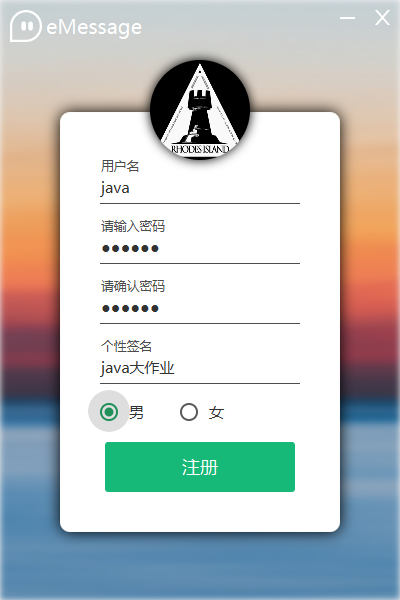 eMessage
RHODES ISLAND
用户名
java
请输入密码
●●●●●●
请确认密码
●●●●●●
个性签名
java大作业
男 女
注册